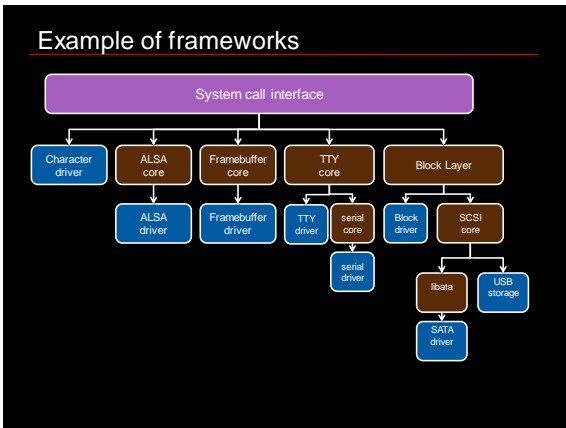 Example of frameworks
System call interface
Character
driver
ALSA
core
Framebuffer
core
TTY
core
Block Layer
ALSA
driver
Framebuffer
driver
TTY
driver
serial
core
Block
driver
SCSI
core
serial
driver
libata
USB
storage
SATA
driver